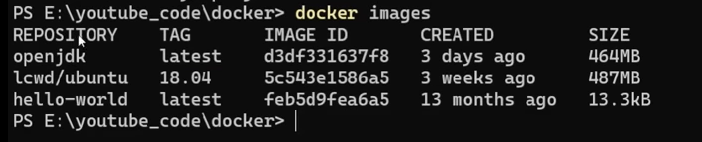 PS E:\youtube_code\docker> docker images
REPOSITORY TAG IMAGE ID CREATED SIZE
openjdk latest d3df331637f8 3 days ago 464MB
lcwd/ubuntu 18.04 5c543e1586a5 3 weeks ago 487MB
hello-world latest feb5d9fea6a5 13 months ago 13.3kB
PS E:\youtube_code\docker>